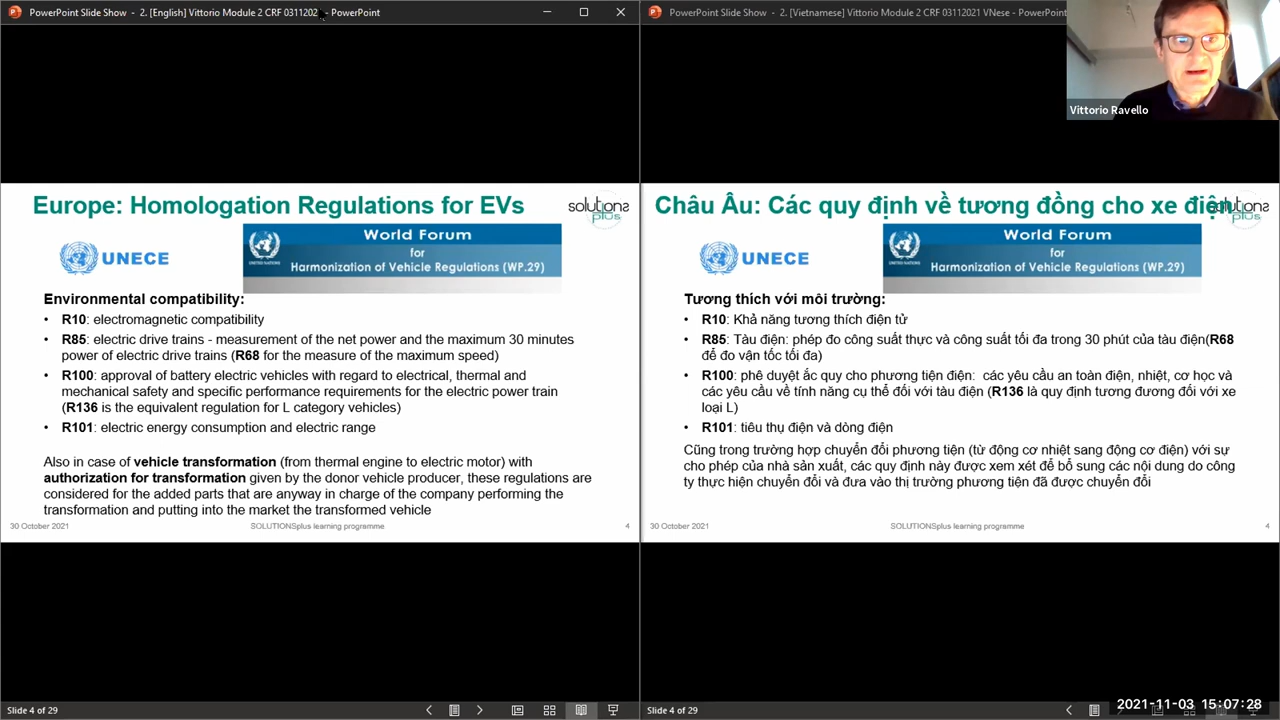 PowerPoint Slide Show - 2. [English] Vittorio Module 2 CRF 0311202 - PowerPoint
PowerPoint Slide Show - 2. [Vietnamese] Vittorio Module 2 CRF 03112021 VNese - PowerPoint
Vittorio Ravello
Europe: Homologation Regulations for EVs
solutions
plus
UNECE
UNITED NATIONS
World Forum
for
Harmonization of Vehicle Regulations (WP.29)
Environmental compatibility:
• R10: electromagnetic compatibility
• R85: electric drive trains - measurement of the net power and the maximum 30 minutes
power of electric drive trains (R68 for the measure of the maximum speed)
• R100: approval of battery electric vehicles with regard to electrical, thermal and
mechanical safety and specific performance requirements for the electric power train
(R136 is the equivalent regulation for L category vehicles)
• R101: electric energy consumption and electric range
Also in case of vehicle transformation (from thermal engine to electric motor) with
authorization for transformation given by the donor vehicle producer, these regulations are
considered for the added parts that are anyway in charge of the company performing the
transformation and putting into the market the transformed vehicle
30 October 2021
SOLUTIONSplus learning programme
4
Châu Âu: Các quy định về tương đồng cho xe điện
solutions
plus
UNECE
UNITED NATIONS
World Forum
for
Harmonization of Vehicle Regulations (WP.29)
Tương thích với môi trường:
• R10: Khả năng tương thích điện tử
• R85: Tàu điện: phép đo công suất thực và công suất tối đa trong 30 phút của tàu điện(R68
để đo vận tốc tối đa)
• R100: phê duyệt ắc quy cho phương tiện điện: các yêu cầu an toàn điện, nhiệt, cơ học và
các yêu cầu về tính năng cụ thể đối với tàu điện (R136 là quy định tương đương đối với xe
loại L)
• R101: tiêu thụ điện và dòng điện
Cũng trong trường hợp chuyển đổi phương tiện (từ động cơ nhiệt sang động cơ điện) với sự
cho phép của nhà sản xuất, các quy định này được xem xét để bổ sung các nội dung do công
ty thực hiện chuyển đổi và đưa vào thị trường phương tiện đã được chuyển đổi
30 October 2021
SOLUTIONSplus learning programme
4
Slide 4 of 29
Slide 4 of 29
2021-11-03 15:07:28